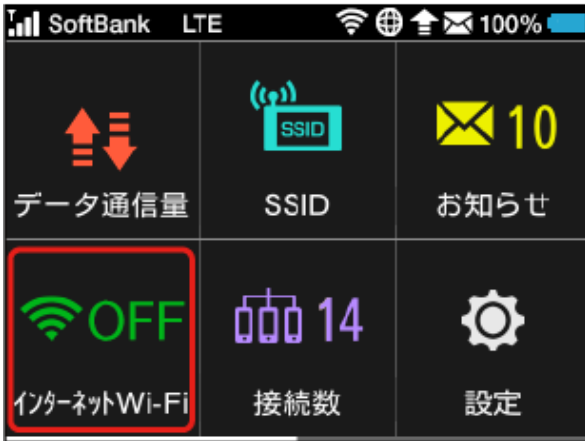 SoftBank LTE 100%
SSID
10
データ通信量 SSID お知らせ
OFF 14
インターネットWi-Fi 接続数 設定